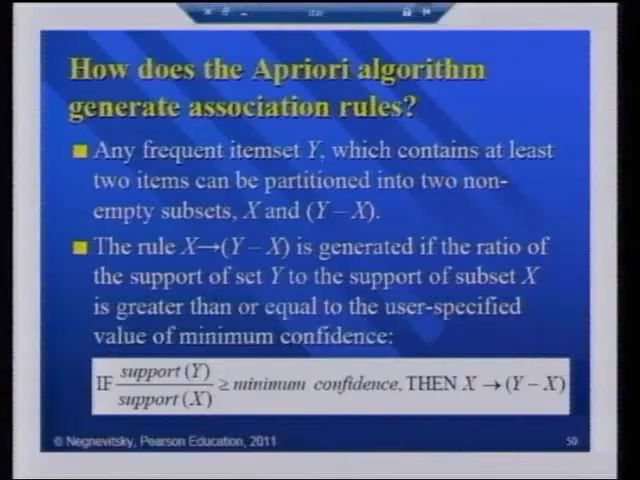 How does the Apriori algorithm
generate association rules?
Any frequent itemset Y, which contains at least
two items can be partitioned into two non-
empty subsets, X and (Y – X).
The rule X→(Y – X) is generated if the ratio of
the support of set Y to the support of subset X
is greater than or equal to the user-specified
value of minimum confidence:
IF support (Y) / support (X) ≥ minimum confidence, THEN X → (Y – X)
© Negnevitsky, Pearson Education, 2011
50